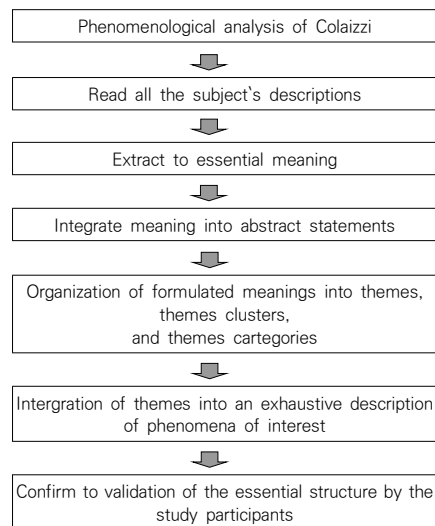 Phenomenological analysis of Colaizzi
Read all the subject`s descriptions
Extract to essential meaning
Integrate meaning into abstract statements
Organization of formulated meanings into themes,
themes clusters,
and themes cartegories
Intergration of themes into an exhaustive description
of phenomena of interest
Confirm to validation of the essential structure by the
study participants